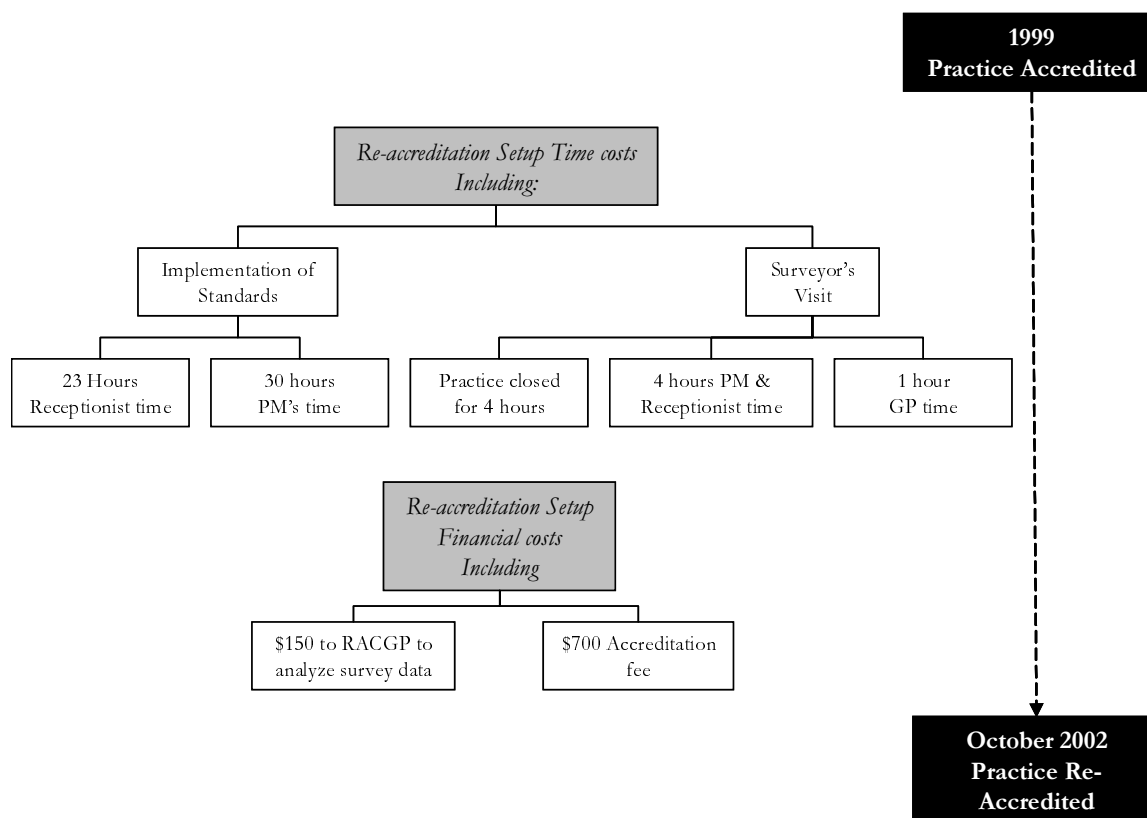 1999
Practice Accredited
Re-accreditation Setup Time costs
Including:
Implementation of
Standards
Surveyor's
Visit
23 Hours
Receptionist time
30 hours
PM's time
Practice closed
for 4 hours
4 hours PM &
Receptionist time
1 hour
GP time
Re-accreditation Setup
Financial costs
Including
$150 to RACGP to
analyze survey data
$700 Accreditation
fee
October 2002
Practice Re-
Accredited